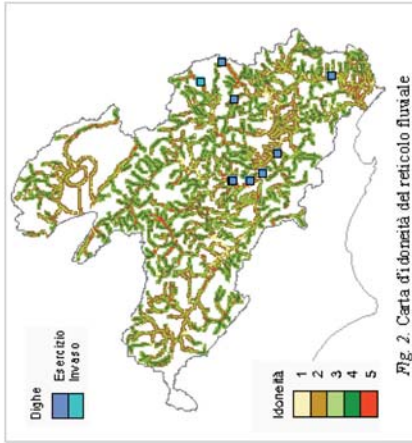 Dighe
Esercizio
Invaso
Idoneità
1
2
3
4
5
Fig. 2. Carta d'idoneità del reticolo fluviale